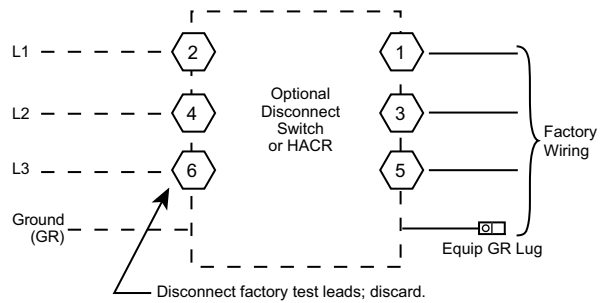 L1
2
1
L2
4
3
L3
6
5
Optional
Disconnect
Switch
or HACR
Factory
Wiring
Ground
(GR)
Equip GR Lug
Disconnect factory test leads; discard.